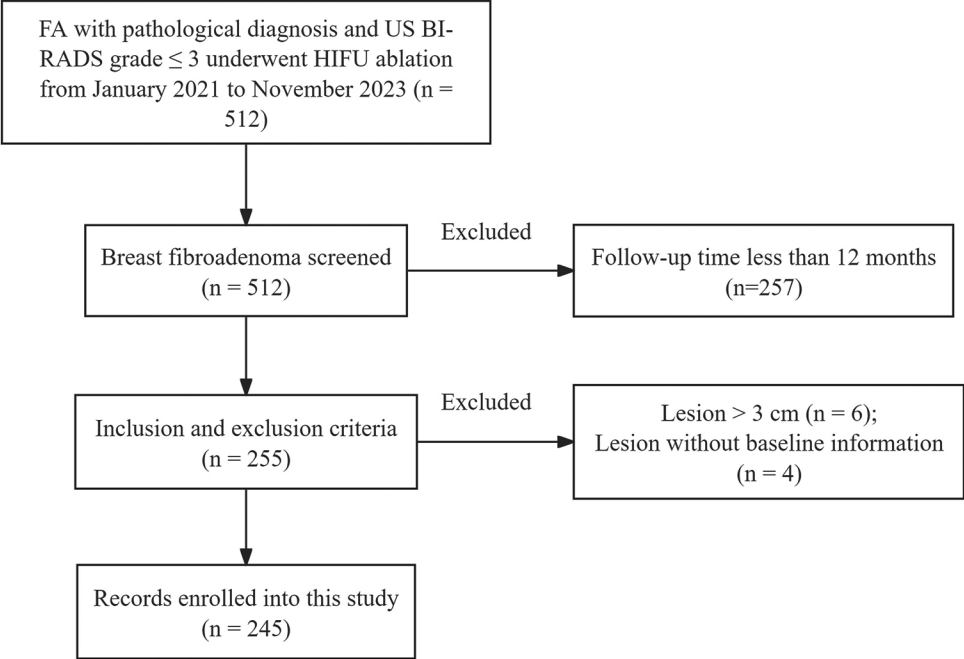 FA with pathological diagnosis and US BI-
RADS grade ≤ 3 underwent HIFU ablation
from January 2021 to November 2023 (n =
512)
Breast fibroadenoma screened
(n = 512)
Excluded
Follow-up time less than 12 months
(n=257)
Inclusion and exclusion criteria
(n = 255)
Excluded
Lesion > 3 cm (n = 6);
Lesion without baseline information
(n = 4)
Records enrolled into this study
(n = 245)